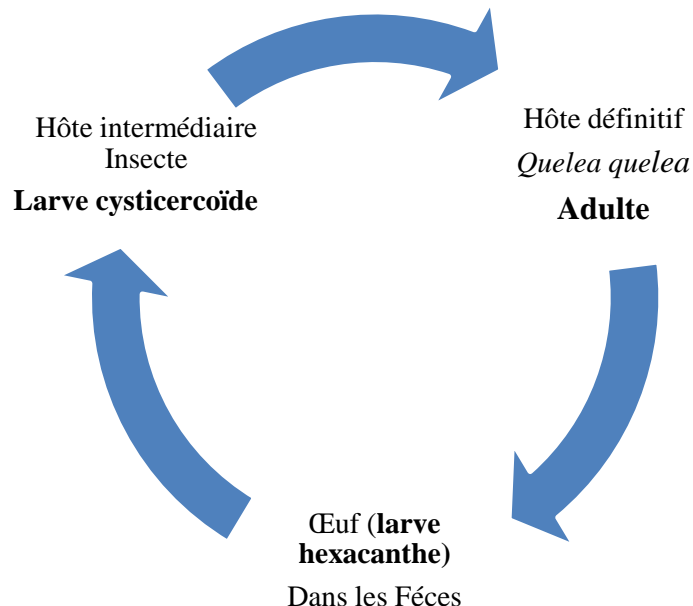 Hôte intermédiaire
Insecte
Larve cysticercoïde
Hôte définitif
Quelea quelea
Adulte
Œuf (larve
hexacanthe)
Dans les Féces